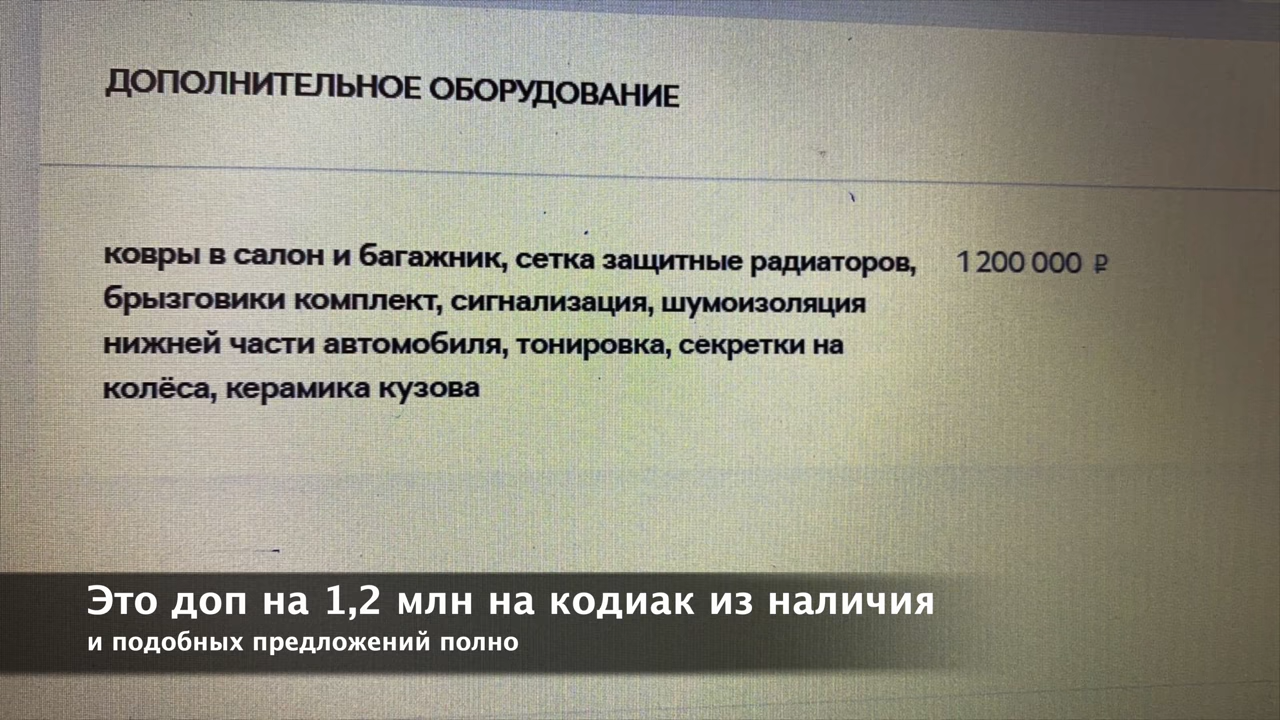 ДОПОЛНИТЕЛЬНОЕ ОБОРУДОВАНИЕ
ковры в салон и багажник, сетка защитные радиаторов, 1 200 000 ₽
брызговики комплект, сигнализация, шумоизоляция
нижней части автомобиля, тонировка, секретки на
колёса, керамика кузова
Это доп на 1,2 млн на кодиак из наличия
и подобных предложений полно